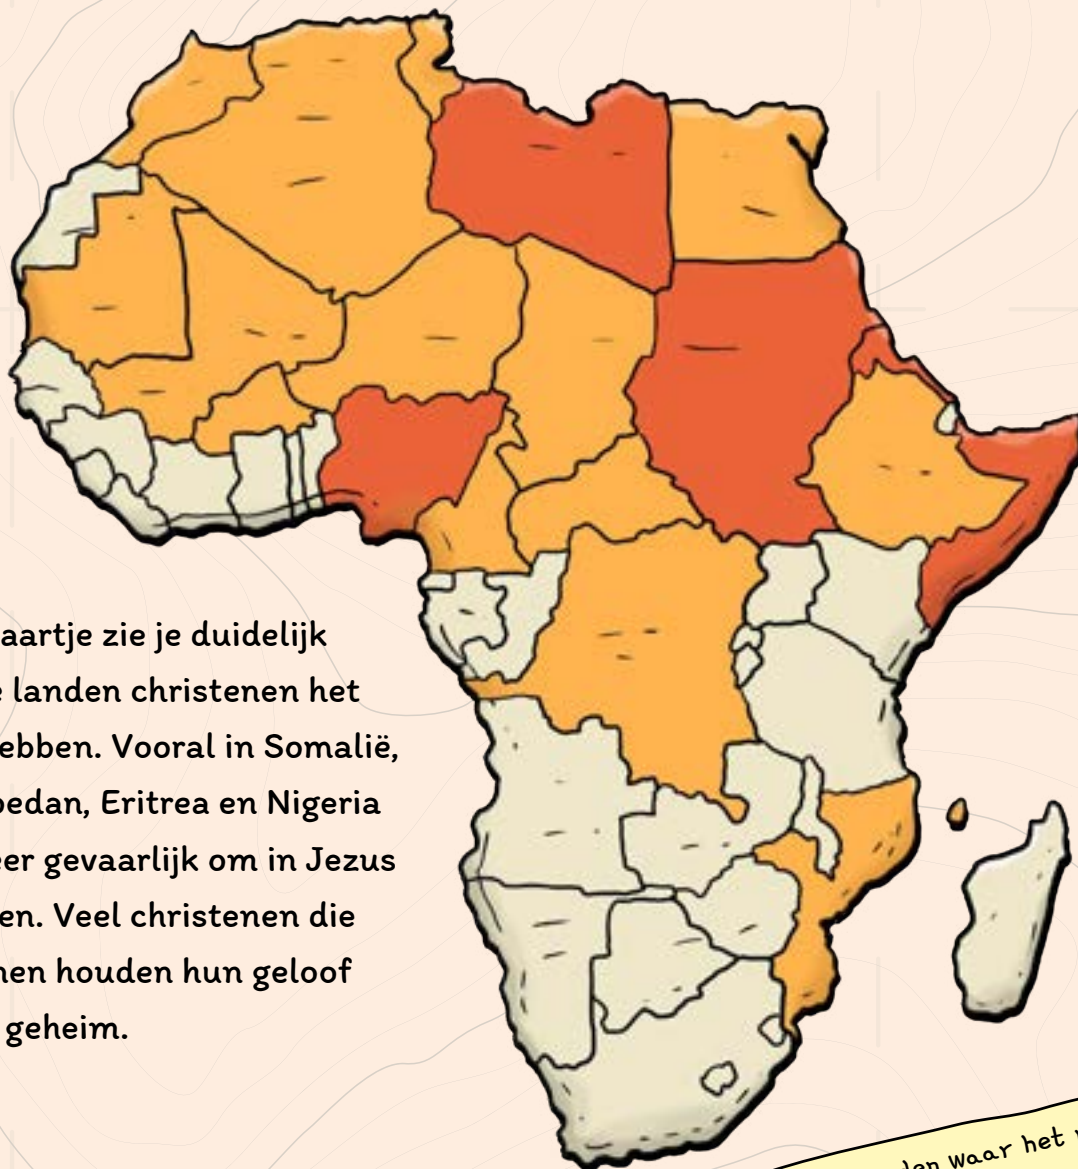 aartje zie je duidelijk
landen christenen het
ebben. Vooral in Somalië,
oedan, Eritrea en Nigeria
eer gevaarlijk om in Jezus
en. Veel christenen die
nen houden hun geloof
geheim.
den waar het